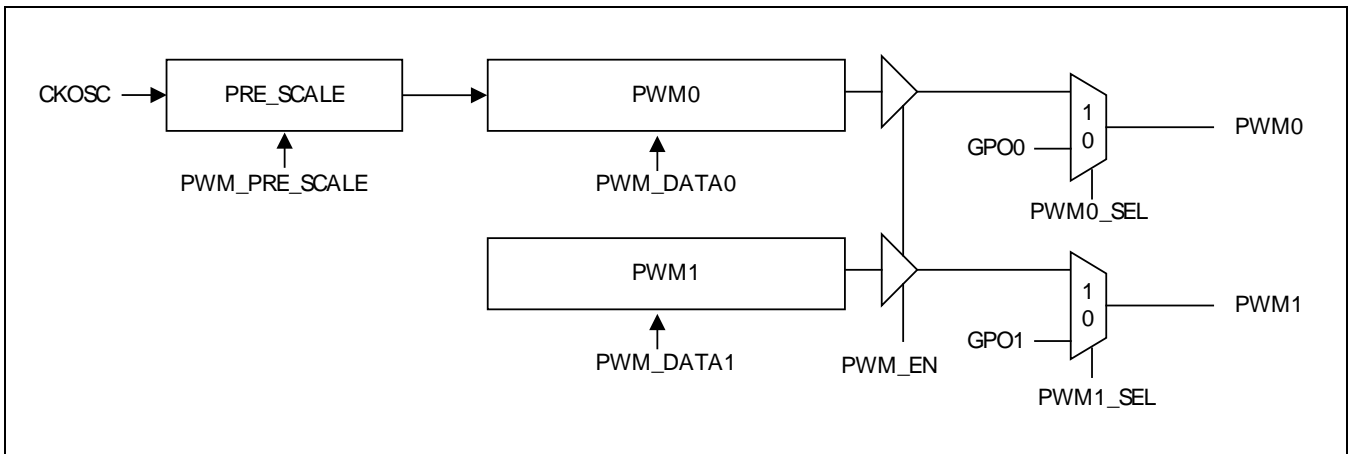 CKOSC
PRE_SCALE
PWM0
1
0
GPO0
PWM0
PWM_PRE_SCALE
PWM_DATA0
PWM0_SEL
PWM1
1
0
GPO1
PWM1
PWM_DATA1
PWM_EN
PWM1_SEL